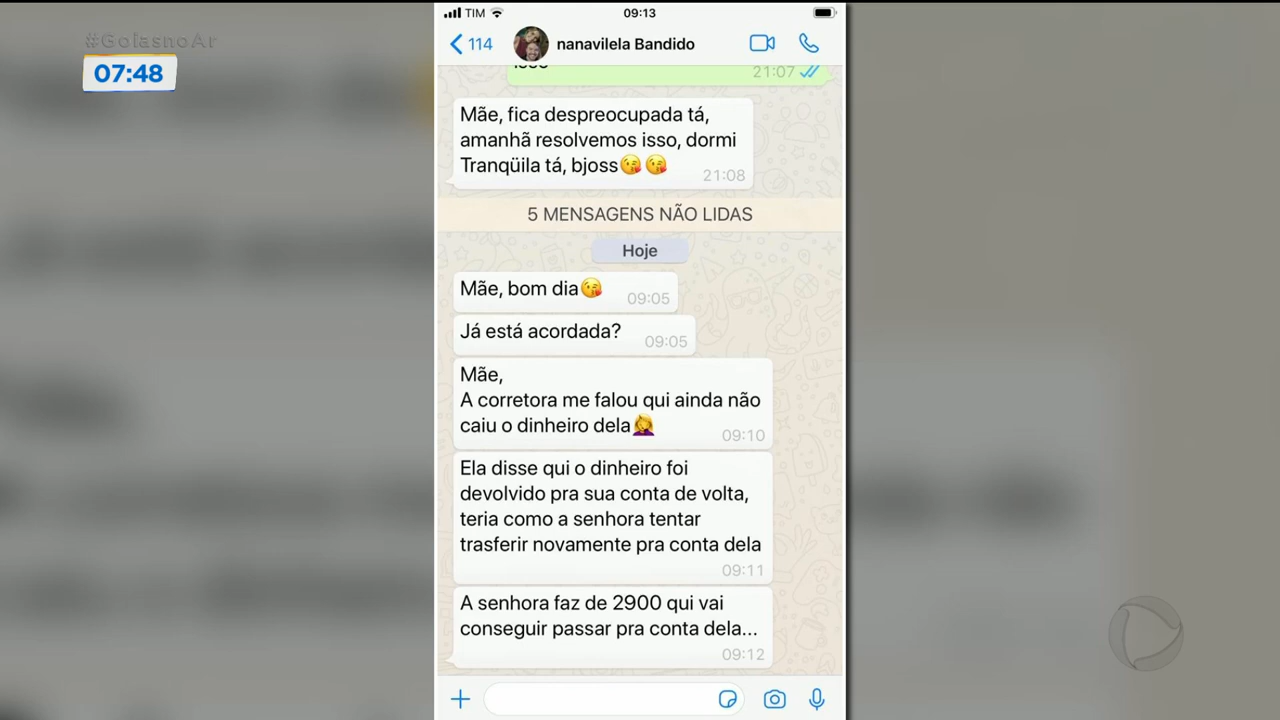 #GoiásnoAr
07:48
TIM
09:13
114
nanavilela Bandido
21:07
Mãe, fica despreocupada tá,
amanhã resolvemos isso, dormi
Tranqüila tá, bjoss😘😘
21:08
5 MENSAGENS NÃO LIDAS
Hoje
Mãe, bom dia😘
09:05
Já está acordada?
09:05
Mãe,
A corretora me falou qui ainda não
caiu o dinheiro dela🤦‍♀️
09:10
Ela disse qui o dinheiro foi
devolvido pra sua conta de volta,
teria como a senhora tentar
trasferir novamente pra conta dela
09:11
A senhora faz de 2900 qui vai
conseguir passar pra conta dela...
09:12